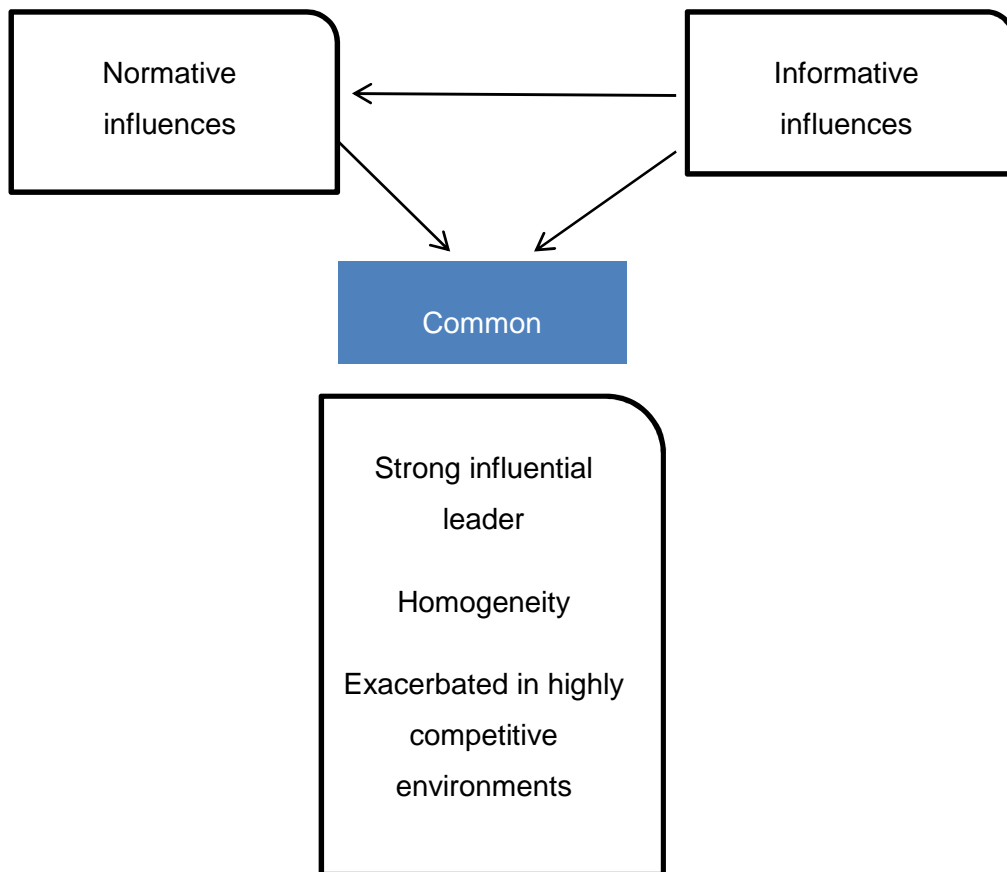 Normative
influences
Informative
influences
Common
Strong influential
leader
Homogeneity
Exacerbated in highly
competitive
environments